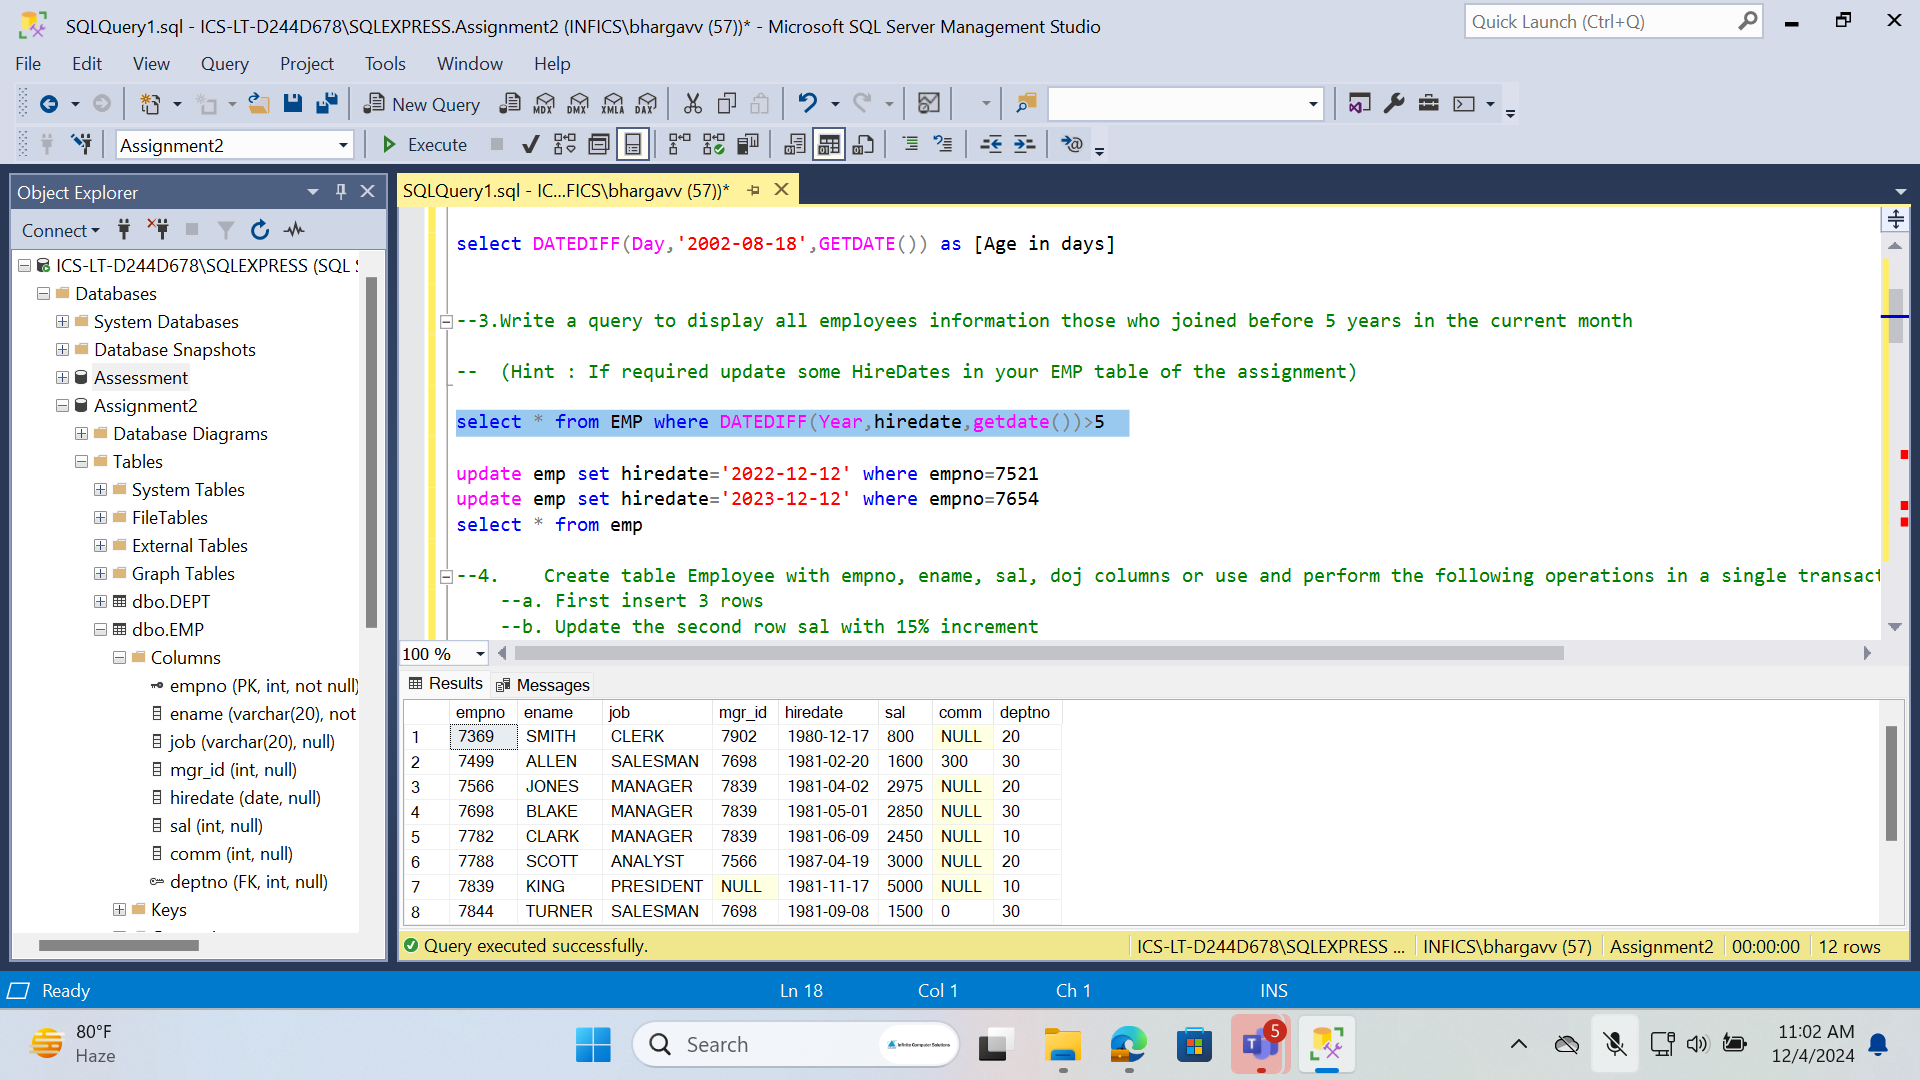 SQLQuery1.sql - ICS-LT-D244D678\SQLEXPRESS.Assignment2 (INFICS\bhargavv (57))* - Microsoft SQL Server Management Studio
Quick Launch (Ctrl+Q)
File Edit View Query Project Tools Window Help
New Query MDX DMX XMLA DAX
Assignment2 Execute
Object Explorer
Connect
ICS-LT-D244D678\SQLEXPRESS (SQL S
Databases
System Databases
Database Snapshots
Assessment
Assignment2
Database Diagrams
Tables
System Tables
FileTables
External Tables
Graph Tables
dbo.DEPT
dbo.EMP
Columns
empno (PK, int, not null)
ename (varchar(20), not
job (varchar(20), null)
mgr_id (int, null)
hiredate (date, null)
sal (int, null)
comm (int, null)
deptno (FK, int, null)
Keys
SQLQuery1.sql - IC...FICS\bhargavv (57))*
select DATEDIFF(Day,'2002-08-18',GETDATE()) as [Age in days]
--3.Write a query to display all employees information those who joined before 5 years in the current month
-- (Hint : If required update some HireDates in your EMP table of the assignment)
select * from EMP where DATEDIFF(Year,hiredate,getdate())>5
update emp set hiredate='2022-12-12' where empno=7521
update emp set hiredate='2023-12-12' where empno=7654
select * from emp
--4. Create table Employee with empno, ename, sal, doj columns or use and perform the following operations in a single transact
--a. First insert 3 rows
--b. Update the second row sal with 15% increment
100 %
Results Messages
empno ename job mgr_id hiredate sal comm deptno
1 7369 SMITH CLERK 7902 1980-12-17 800 NULL 20
2 7499 ALLEN SALESMAN 7698 1981-02-20 1600 300 30
3 7566 JONES MANAGER 7839 1981-04-02 2975 NULL 20
4 7698 BLAKE MANAGER 7839 1981-05-01 2850 NULL 30
5 7782 CLARK MANAGER 7839 1981-06-09 2450 NULL 10
6 7788 SCOTT ANALYST 7566 1987-04-19 3000 NULL 20
7 7839 KING PRESIDENT NULL 1981-11-17 5000 NULL 10
8 7844 TURNER SALESMAN 7698 1981-09-08 1500 0 30
Query executed successfully. ICS-LT-D244D678\SQLEXPRESS ... INFICS\bhargavv (57) Assignment2 00:00:00 12 rows
Ready Ln 18 Col 1 Ch 1 INS
80°F
Haze
Search
Infinite Computer Solutions
5
11:02 AM
12/4/2024